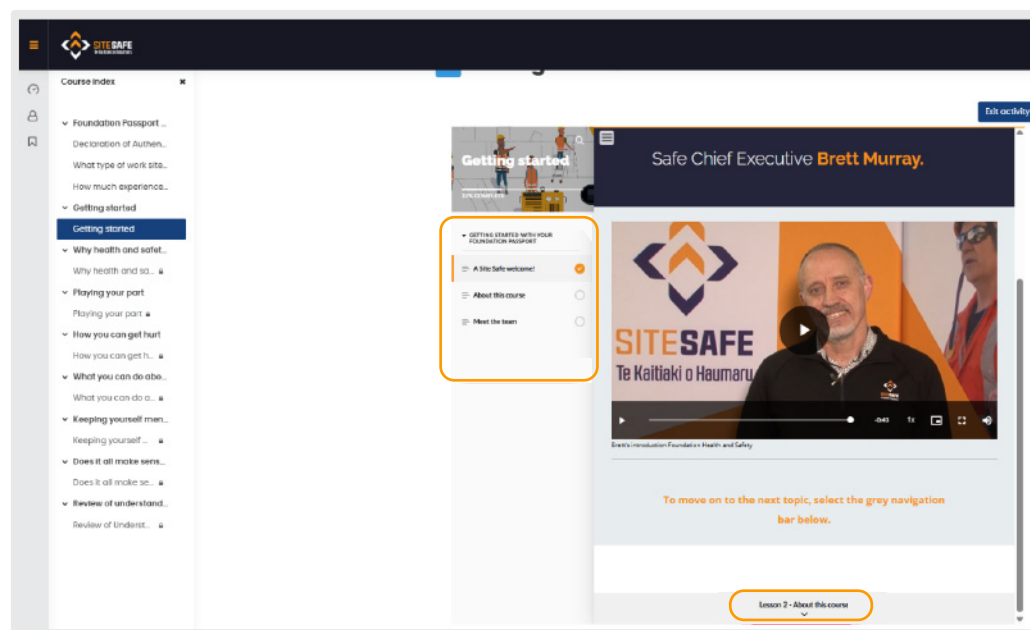 SITESAFE
Course index
Exit activity
Foundation Passport ...
Declaration of Authen...
What type of work site...
How much experience...
Getting started
Getting started
Why health and safet...
Why health and sa...
Playing your part
Playing your part
How you can get hurt
How you can get h...
What you can do abo...
What you can do a...
Keeping yourself men...
Keeping yourself ...
Does it all make sens...
Does it all make se...
Review of understand...
Review of Underst...
Getting started
GETTING STARTED WITH YOUR
FOUNDATION PASSPORT
A Site Safe welcome!
About this course
Meet the team
Safe Chief Executive Brett Murray.
SITESAFE
Te Kaitiaki o Haumaru
SITESAFE
-0:43 1x
Brett's introduction Foundation Health and Safety
To move on to the next topic, select the grey navigation
bar below.
Lesson 2 - About this course